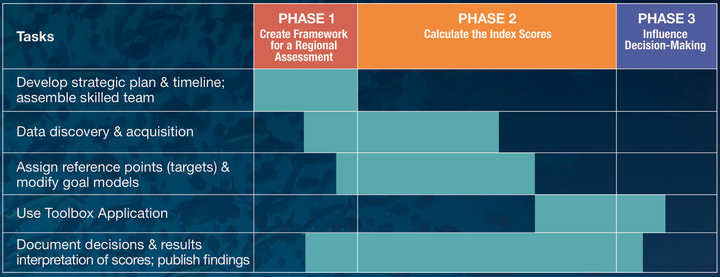 Tasks
PHASE 1
Create Framework
for a Regional
Assessment
PHASE 2
Calculate the Index Scores
PHASE 3
Influence
Decision-Making
Develop strategic plan & timeline;
assemble skilled team
Data discovery & acquisition
Assign reference points (targets) &
modify goal models
Use Toolbox Application
Document decisions & results
interpretation of scores; publish findings